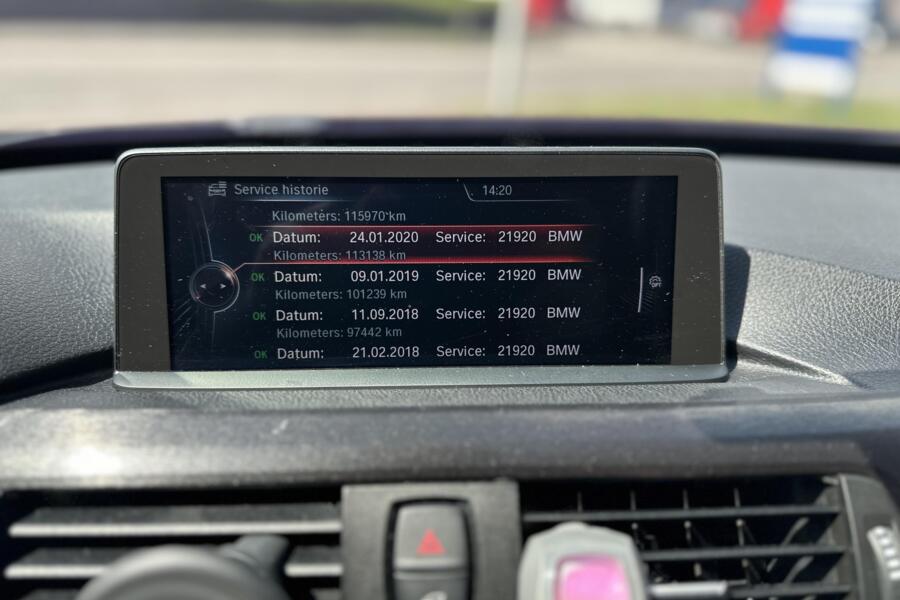 Service historie 14:20
Kilometers: 115970 km
OK Datum: 24.01.2020 Service: 21920 BMW
Kilometers: 113138 km
OK Datum: 09.01.2019 Service: 21920 BMW
Kilometers: 101239 km
OK Datum: 11.09.2018 Service: 21920 BMW
Kilometers: 97442 km
OK Datum: 21.02.2018 Service: 21920 BMW
OFF